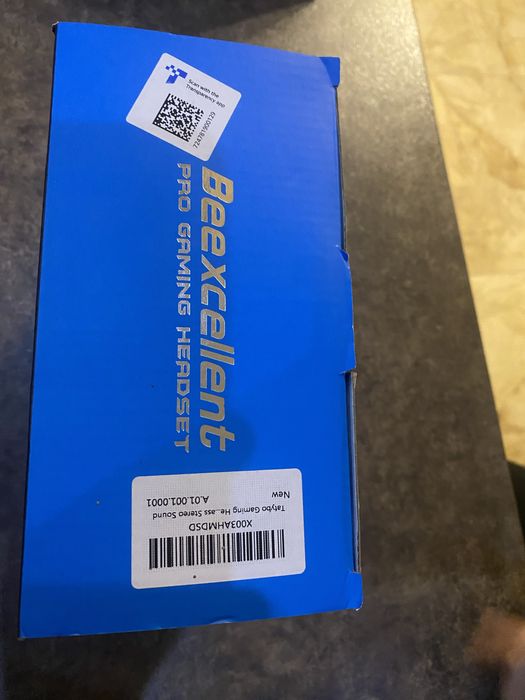 Scan with the
Transparency app
724781900129
Beexcellent
PRO GAMING HEADSET
X003AHMDSD
Tatybo Gaming He...ass Stereo Sound
New
A.01.001.0001